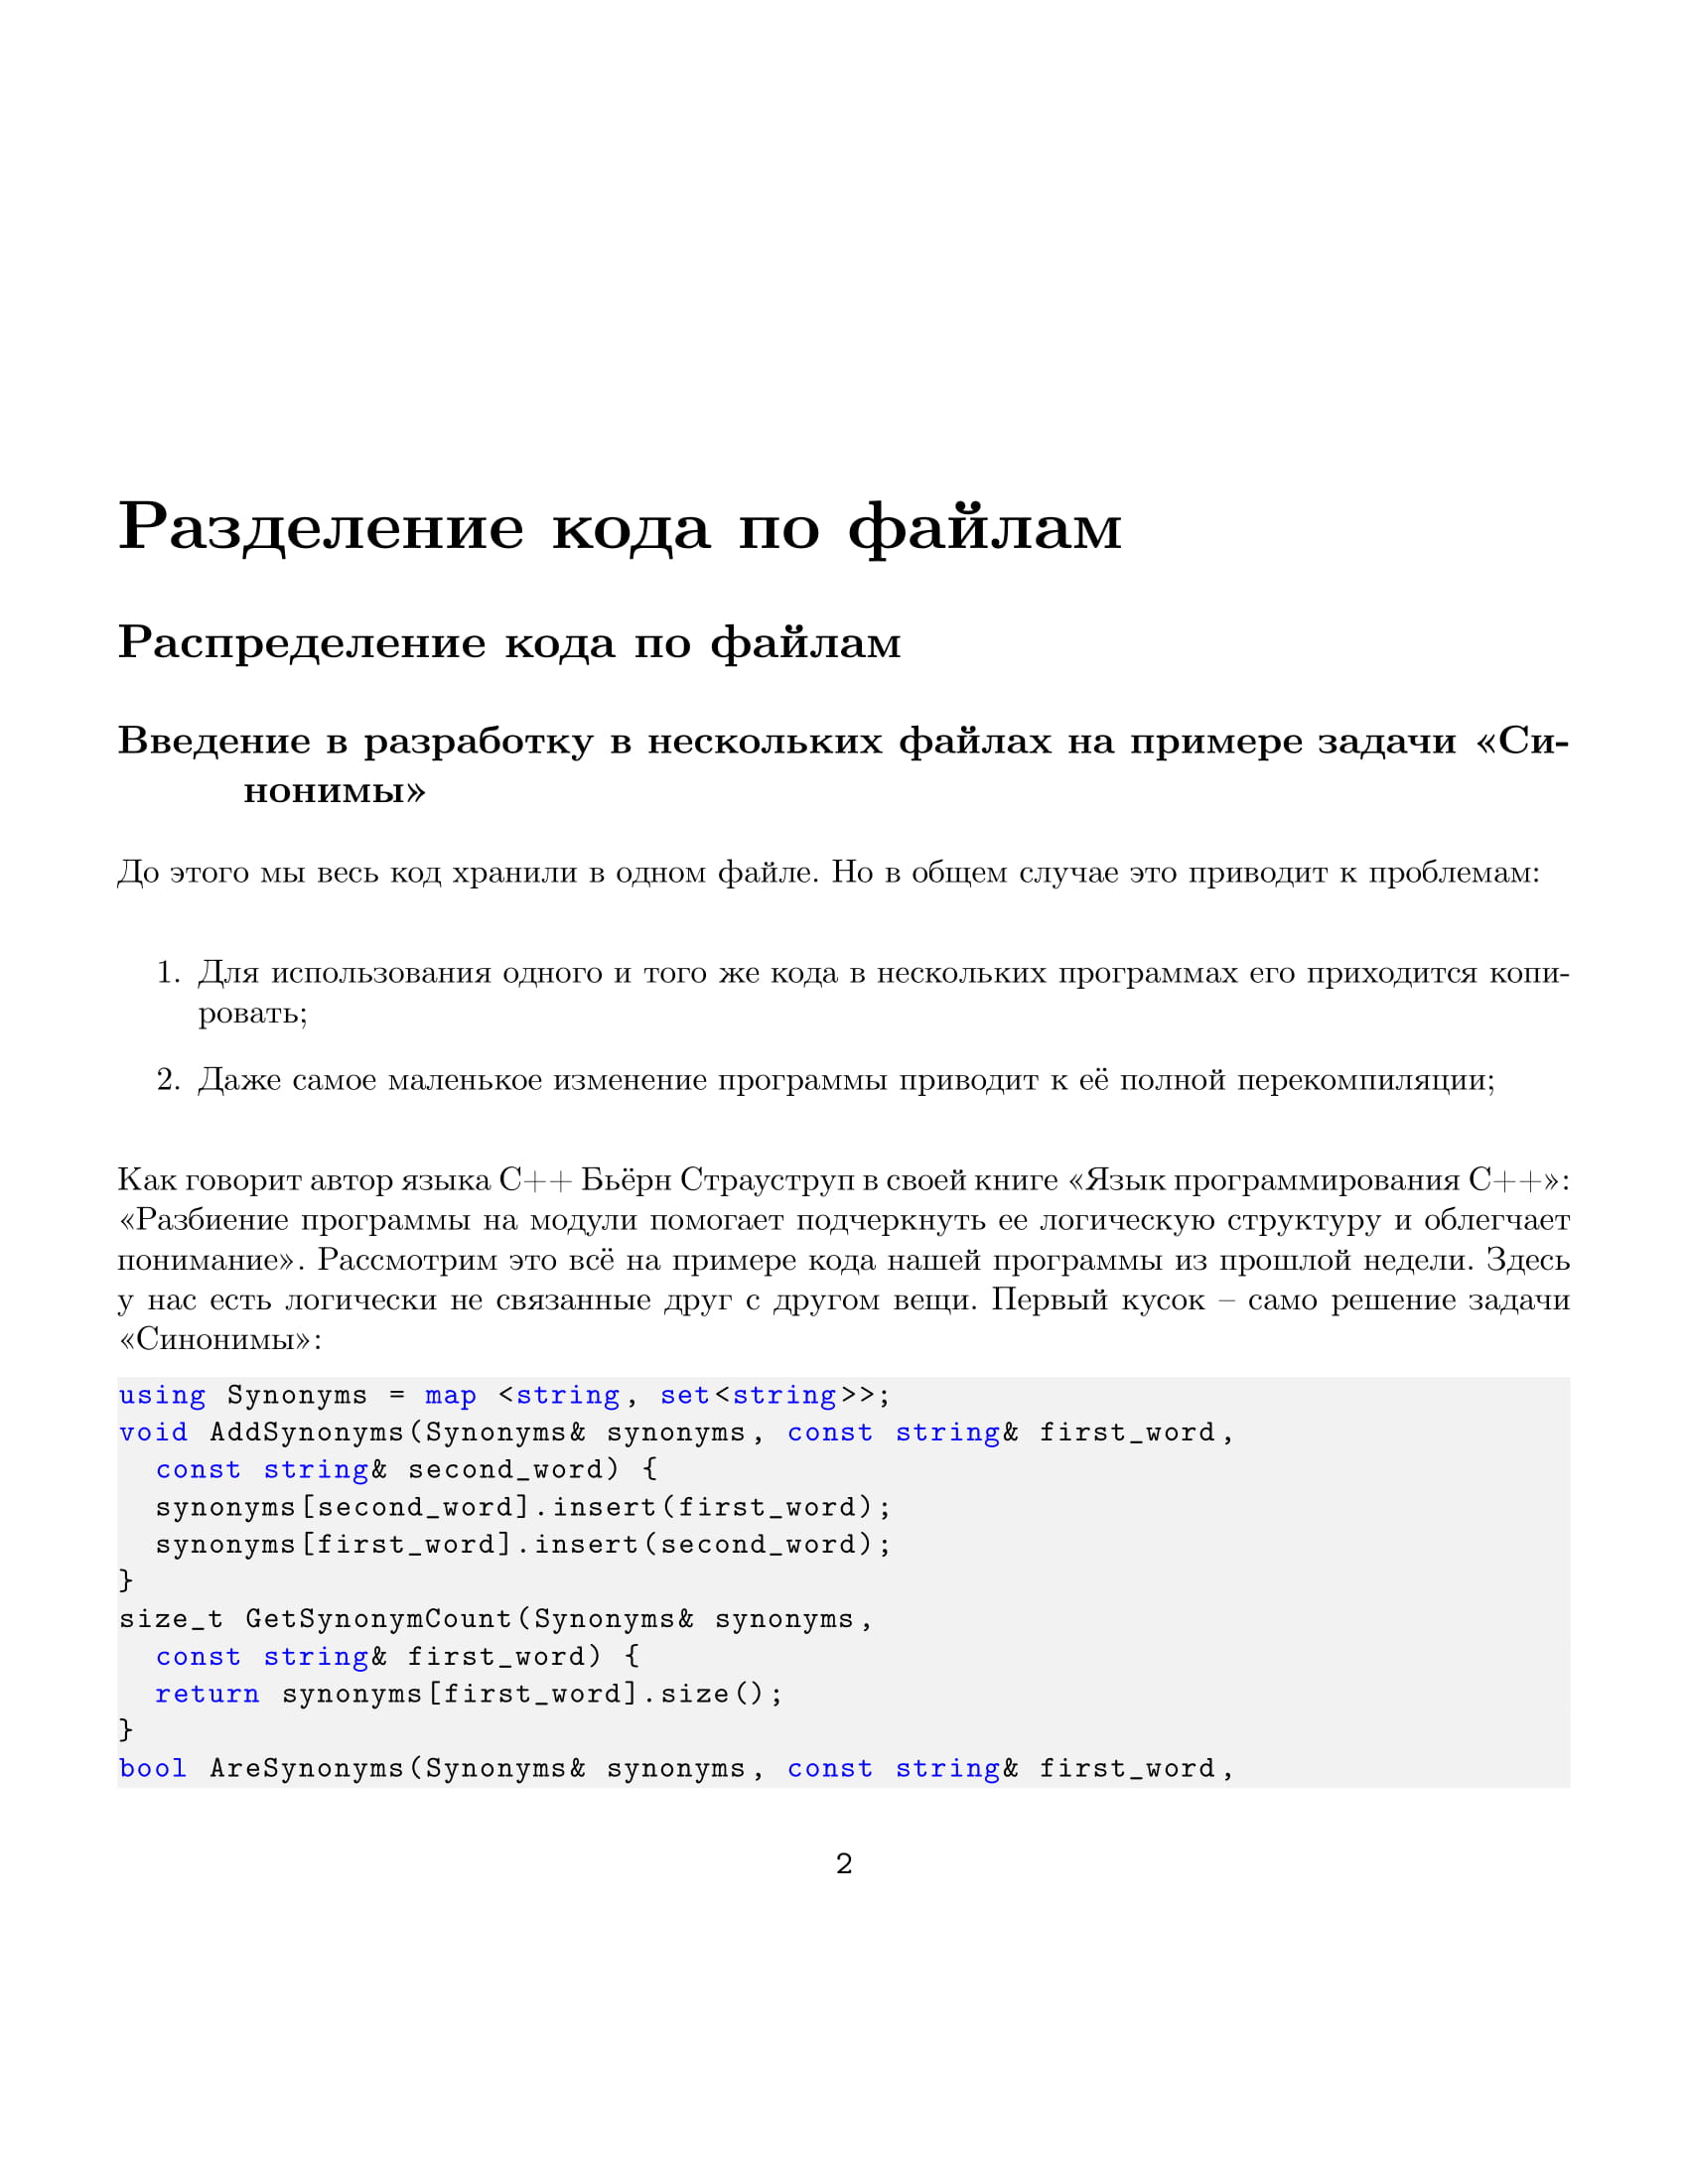 Разделение кода по файлам
Распределение кода по файлам
Введение в разработку в нескольких файлах на примере задачи «Си-
нонимы»
До этого мы весь код хранили в одном файле. Но в общем случае это приводит к проблемам:
1. Для использования одного и того же кода в нескольких программах его приходится копи-
ровать;
2. Даже самое маленькое изменение программы приводит к её полной перекомпиляции;
Как говорит автор языка C++ Бьёрн Страуструп в своей книге «Язык программирования C++»:
«Разбиение программы на модули помогает подчеркнуть ее логическую структуру и облегчает
понимание». Рассмотрим это всё на примере кода нашей программы из прошлой недели. Здесь
у нас есть логически не связанные друг с другом вещи. Первый кусок – само решение задачи
«Синонимы»:
using Synonyms = map <string, set<string>>;
void AddSynonyms(Synonyms& synonyms, const string& first_word,
  const string& second_word) {
  synonyms[second_word].insert(first_word);
  synonyms[first_word].insert(second_word);
}
size_t GetSynonymCount(Synonyms& synonyms,
  const string& first_word) {
  return synonyms[first_word].size();
}
bool AreSynonyms(Synonyms& synonyms, const string& first_word,
2